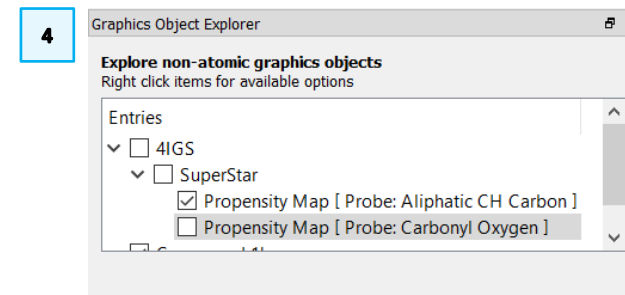 4
Graphics Object Explorer
Explore non-atomic graphics objects
Right click items for available options
Entries
4IGS
SuperStar
Propensity Map [ Probe: Aliphatic CH Carbon ]
Propensity Map [ Probe: Carbonyl Oxygen ]